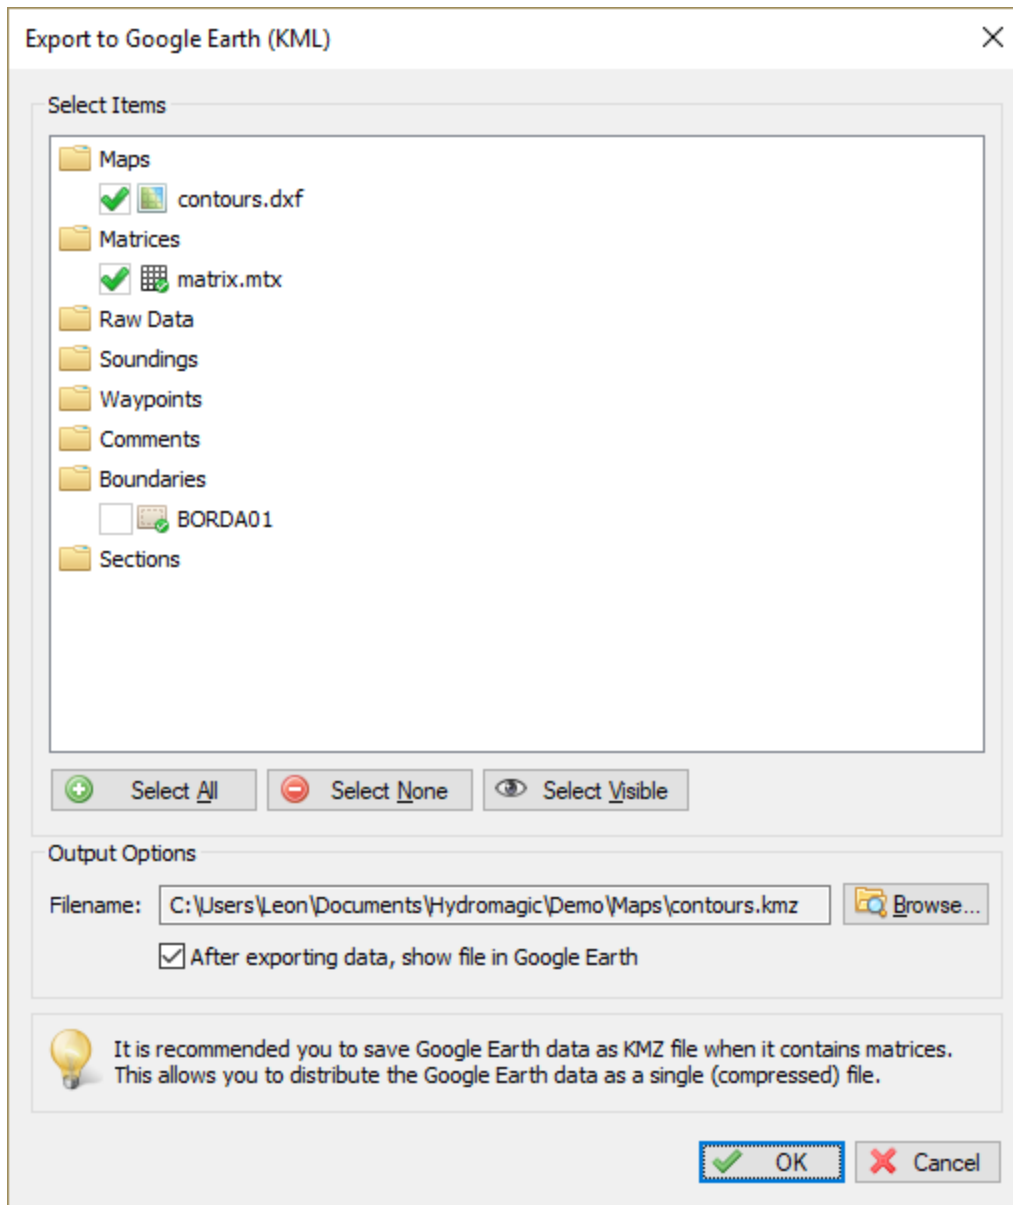 Export to Google Earth (KML)
Select Items
Maps
contours.dxf
Matrices
matrix.mtx
Raw Data
Soundings
Waypoints
Comments
Boundaries
BORDA01
Sections
Select All Select None Select Visible
Output Options
Filename: C:\Users\Leon\Documents\Hydromagic\Demo\Maps\contours.kmz Browse...
After exporting data, show file in Google Earth
It is recommended you to save Google Earth data as KMZ file when it contains matrices.
This allows you to distribute the Google Earth data as a single (compressed) file.
OK Cancel